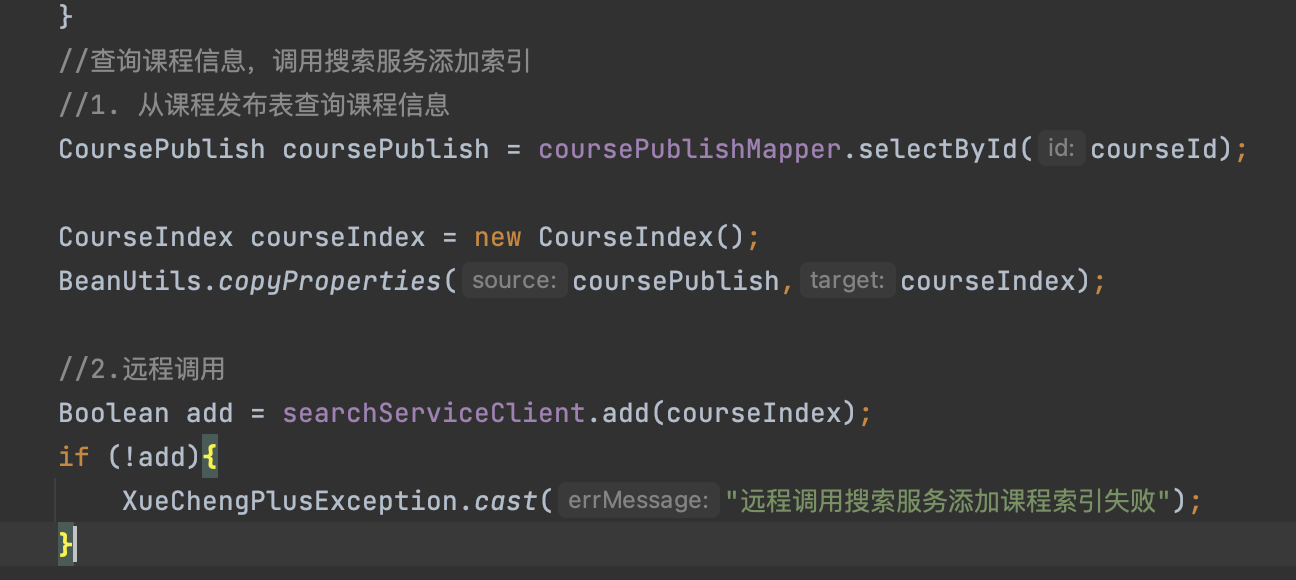 }
//查询课程信息，调用搜索服务添加索引
//1. 从课程发布表查询课程信息
CoursePublish coursePublish = coursePublishMapper.selectById( id: courseId);
CourseIndex courseIndex = new CourseIndex();
BeanUtils.copyProperties( source: coursePublish, target: courseIndex);
//2.远程调用
Boolean add = searchServiceClient.add(courseIndex);
if (!add){
XueChengPlusException.cast( errMessage: "远程调用搜索服务添加课程索引失败");
}